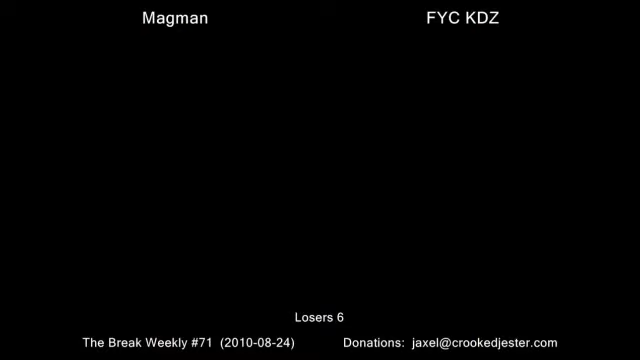 Magman FYC KDZ
Losers 6
The Break Weekly #71 (2010-08-24) Donations: jaxel@crookedjester.com